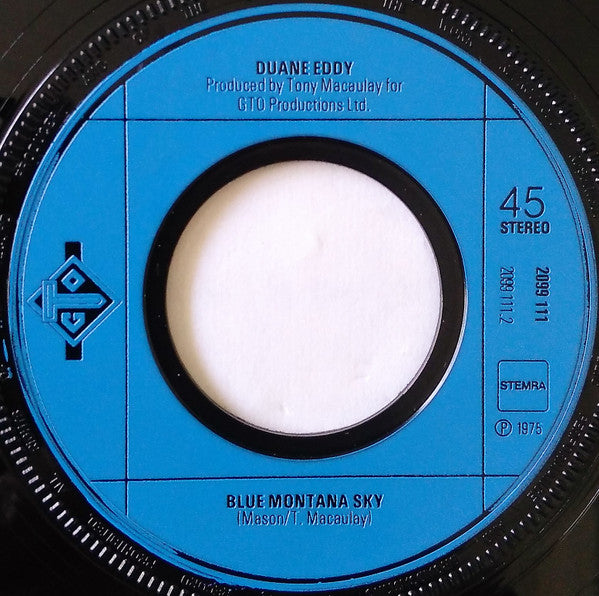 DUANE EDDY
Produced by Tony Macaulay for
GTO Productions Ltd.
GTO
45
STEREO
2099 111
2099 111.2
STEMRA
Ⓟ 1975
BLUE MONTANA SKY
(Mason/T. Macaulay)